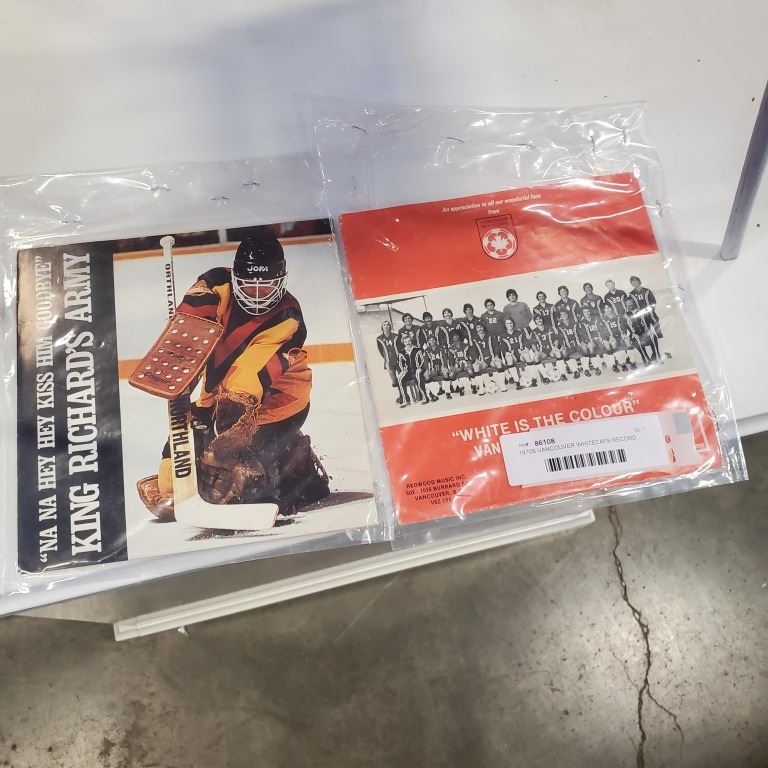 "NA NA HEY HEY KISS HIM GOODBYE"
KING RICHARD'S ARMY
JOFA
NORTHLAND
NORTHLAND
An appreciation to all our wonderful fans
from
"WHITE IS THE COLOUR"
REDWOOD MUSIC INC.
VANCOUVER, B
86108
1970S VANCOUVER WHITECAPS RECORD